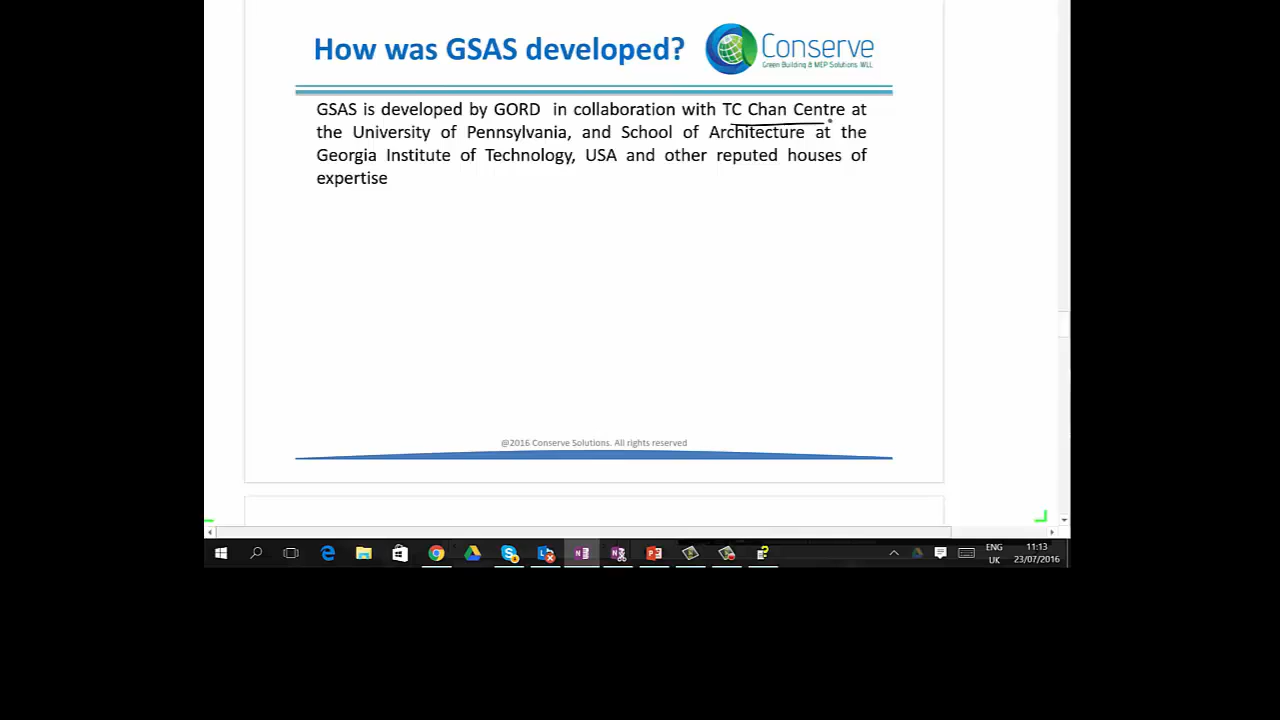 How was GSAS developed?
Conserve
Green Building & MEP Solutions WLL
GSAS is developed by GORD in collaboration with TC Chan Centre at
the University of Pennsylvania, and School of Architecture at the
Georgia Institute of Technology, USA and other reputed houses of
expertise
@2016 Conserve Solutions. All rights reserved
ENG
UK
11:13
23/07/2016